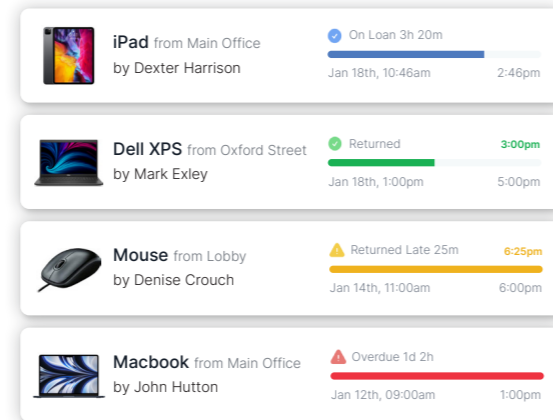 On Loan 3h 20m
iPad from Main Office
by Dexter Harrison
Jan 18th, 10:46am 2:46pm
Returned 3:00pm
Dell XPS from Oxford Street
by Mark Exley
Jan 18th, 1:00pm 5:00pm
Returned Late 25m 6:25pm
Mouse from Lobby
by Denise Crouch
Jan 14th, 11:00am 6:00pm
Overdue 1d 2h
Macbook from Main Office
by John Hutton
Jan 12th, 09:00am 1:00pm